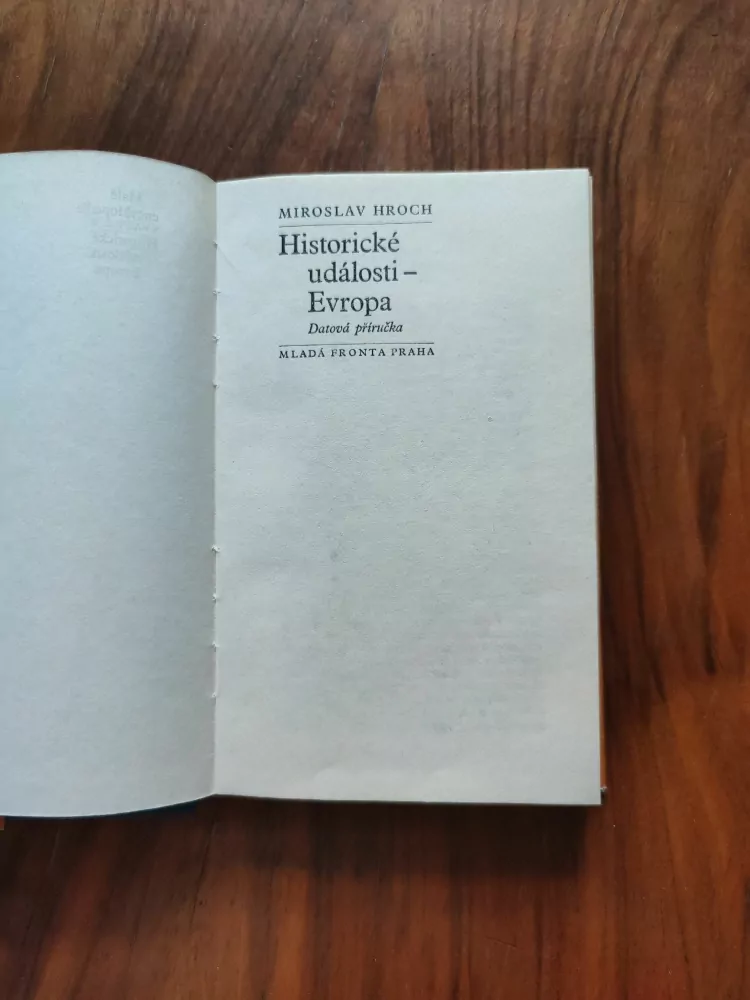 MIROSLAV HROCH
Historické
události –
Evropa
Datová příručka
MLADÁ FRONTA PRAHA